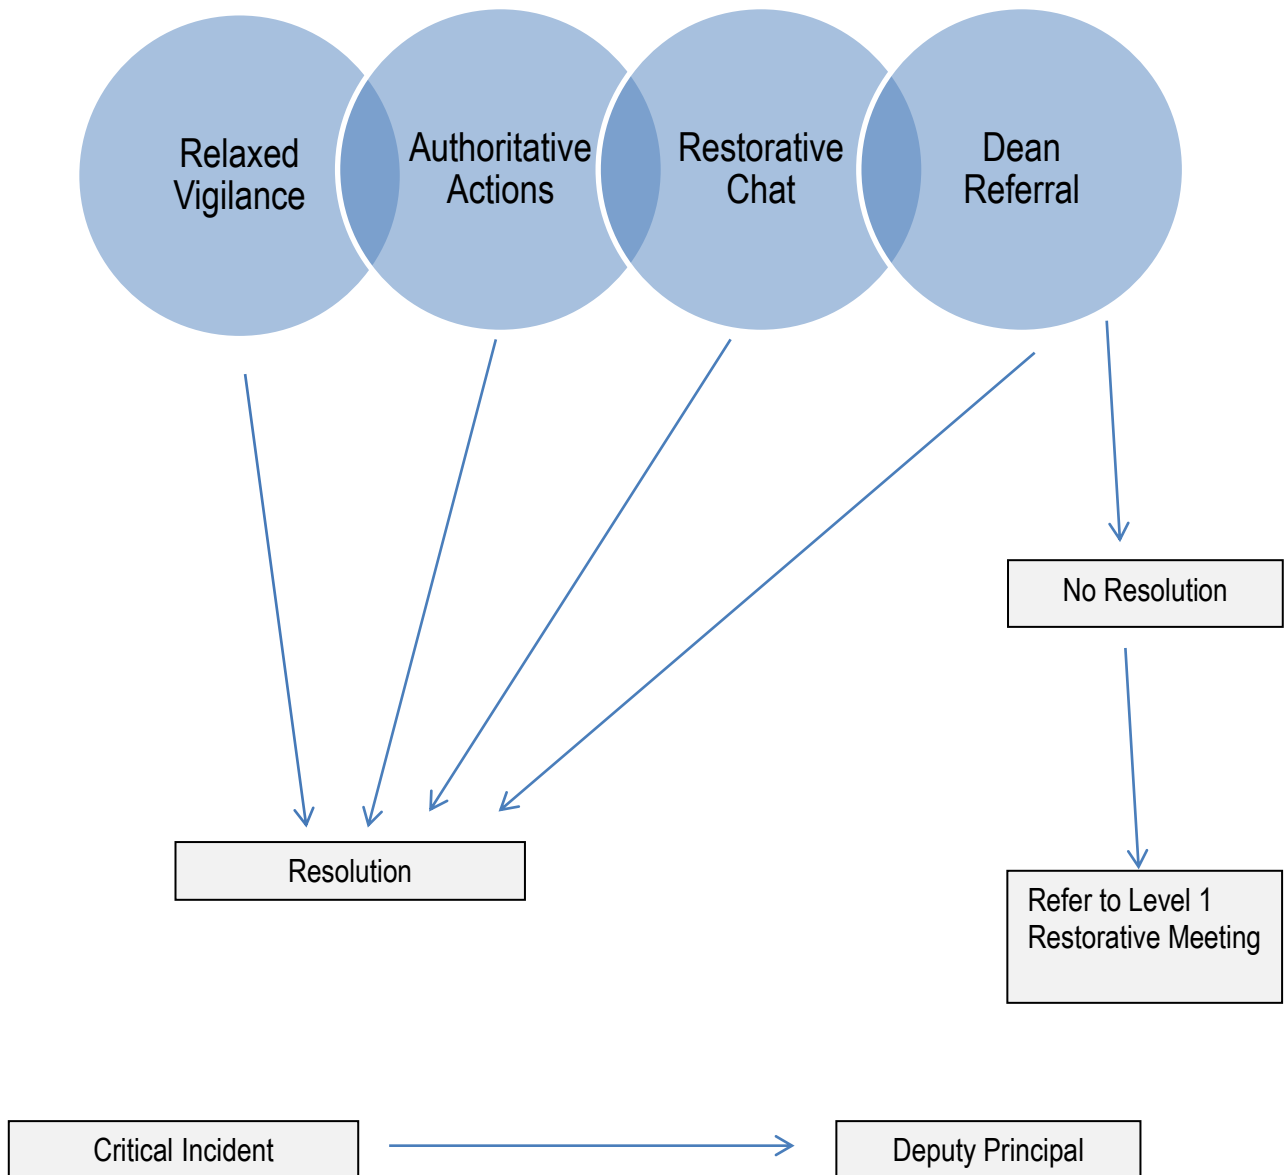 Relaxed
Vigilance
Authoritative
Actions
Restorative
Chat
Dean
Referral
No Resolution
Resolution
Refer to Level 1
Restorative Meeting
Critical Incident
Deputy Principal